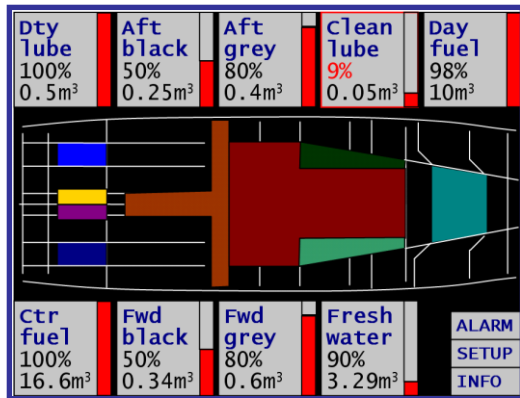 Dty
lube
100%
0.5m³
Aft
black
50%
0.25m³
Aft
grey
80%
0.4m³
Clean
lube
9%
0.05m³
Day
fuel
98%
10m³
Ctr
fuel
100%
16.6m³
Fwd
black
50%
0.34m³
Fwd
grey
80%
0.6m³
Fresh
water
90%
3.29m³
ALARM
SETUP
INFO